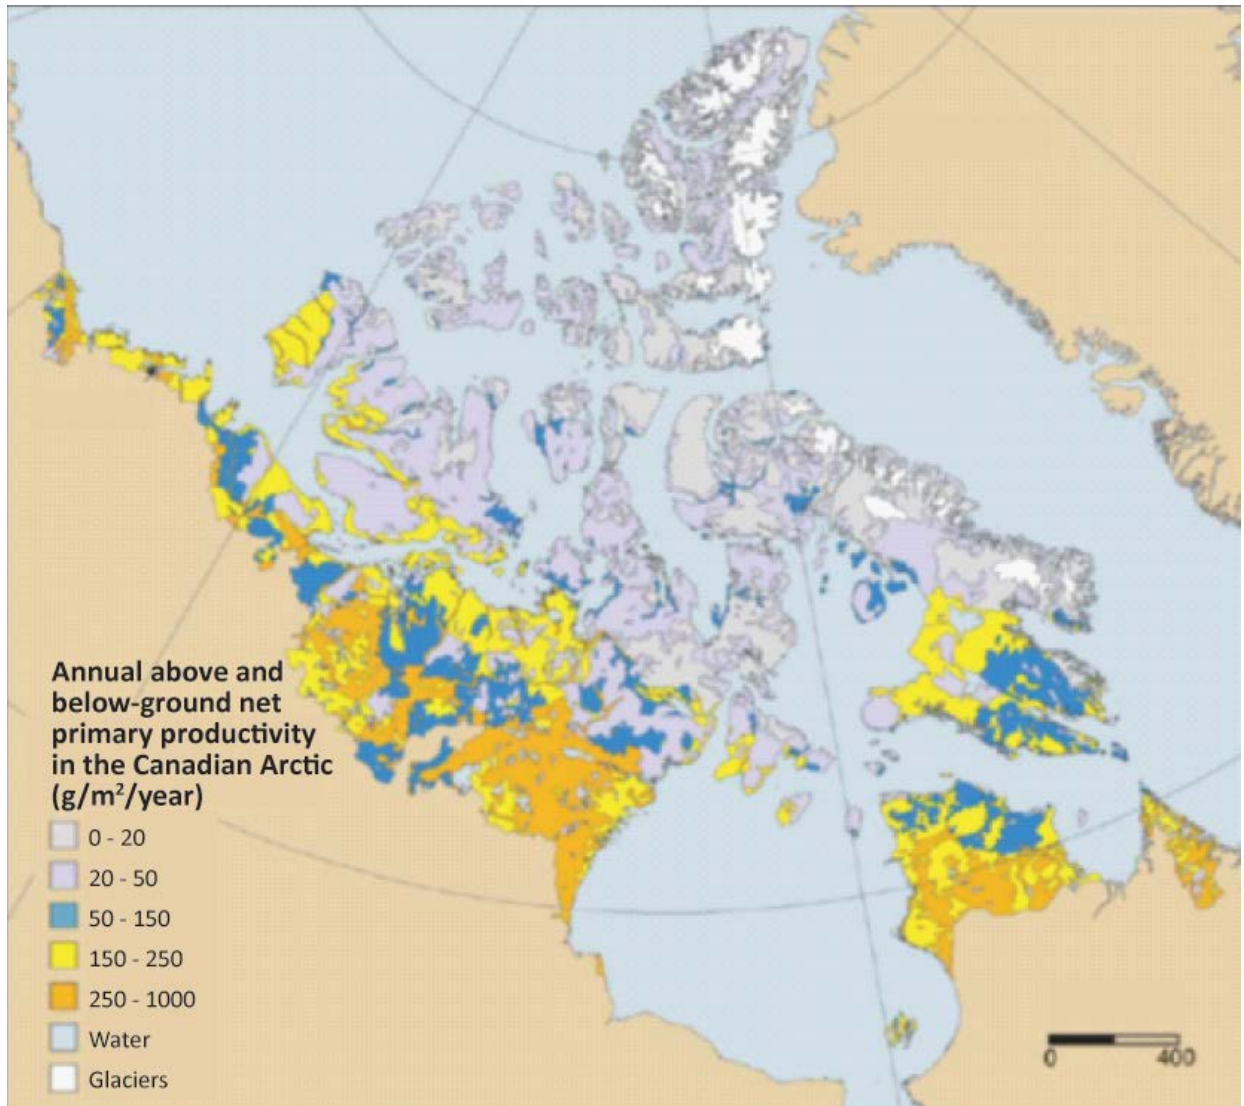 Annual above and
below-ground net
primary productivity
in the Canadian Arctic
(g/m²/year)
0 - 20
20 - 50
50 - 150
150 - 250
250 - 1000
Water
Glaciers
0 400